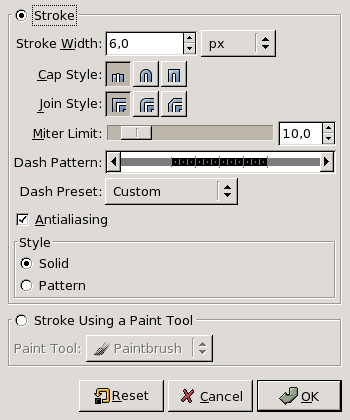 Stroke
Stroke Width: 6,0 px
Cap Style:
Join Style:
Miter Limit: 10,0
Dash Pattern:
Dash Preset: Custom
Antialiasing
Style
Solid
Pattern
Stroke Using a Paint Tool
Paint Tool: Paintbrush
Reset Cancel OK